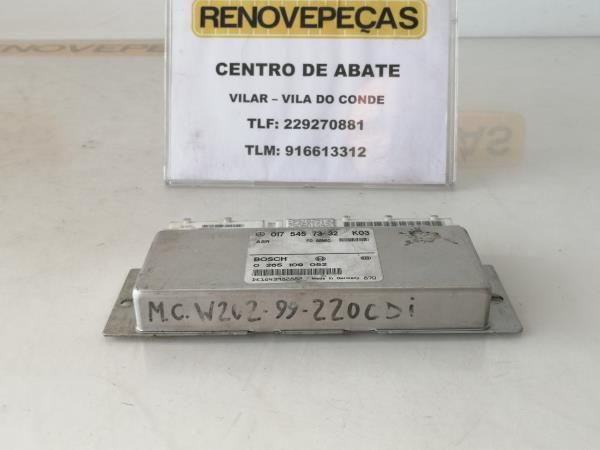 RENOVEPEÇAS
CENTRO DE ABATE
VILAR – VILA DO CONDE
TLF: 229270881
TLM: 916613312
017 545 73 32 K03
ASR
BOSCH
0 265 109 052
Made in Germany 670
M.C. W202-99-220CDi